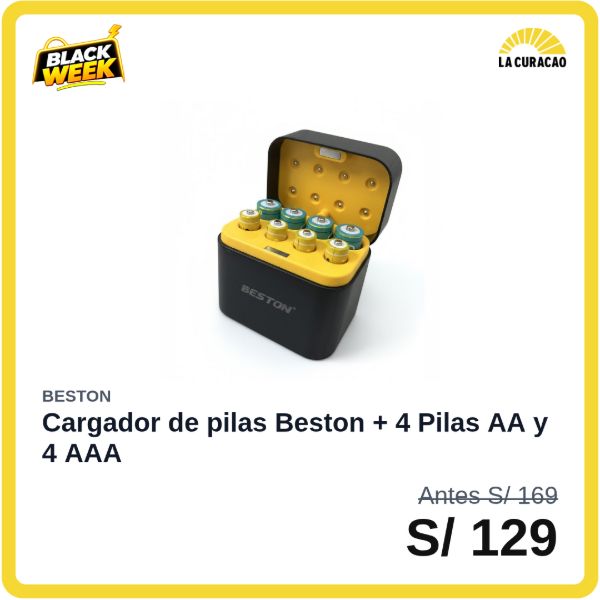 BLACK
WEEK
LA CURACAO
BESTON
BESTON
Cargador de pilas Beston + 4 Pilas AA y
4 AAA
Antes S/ 169
S/ 129